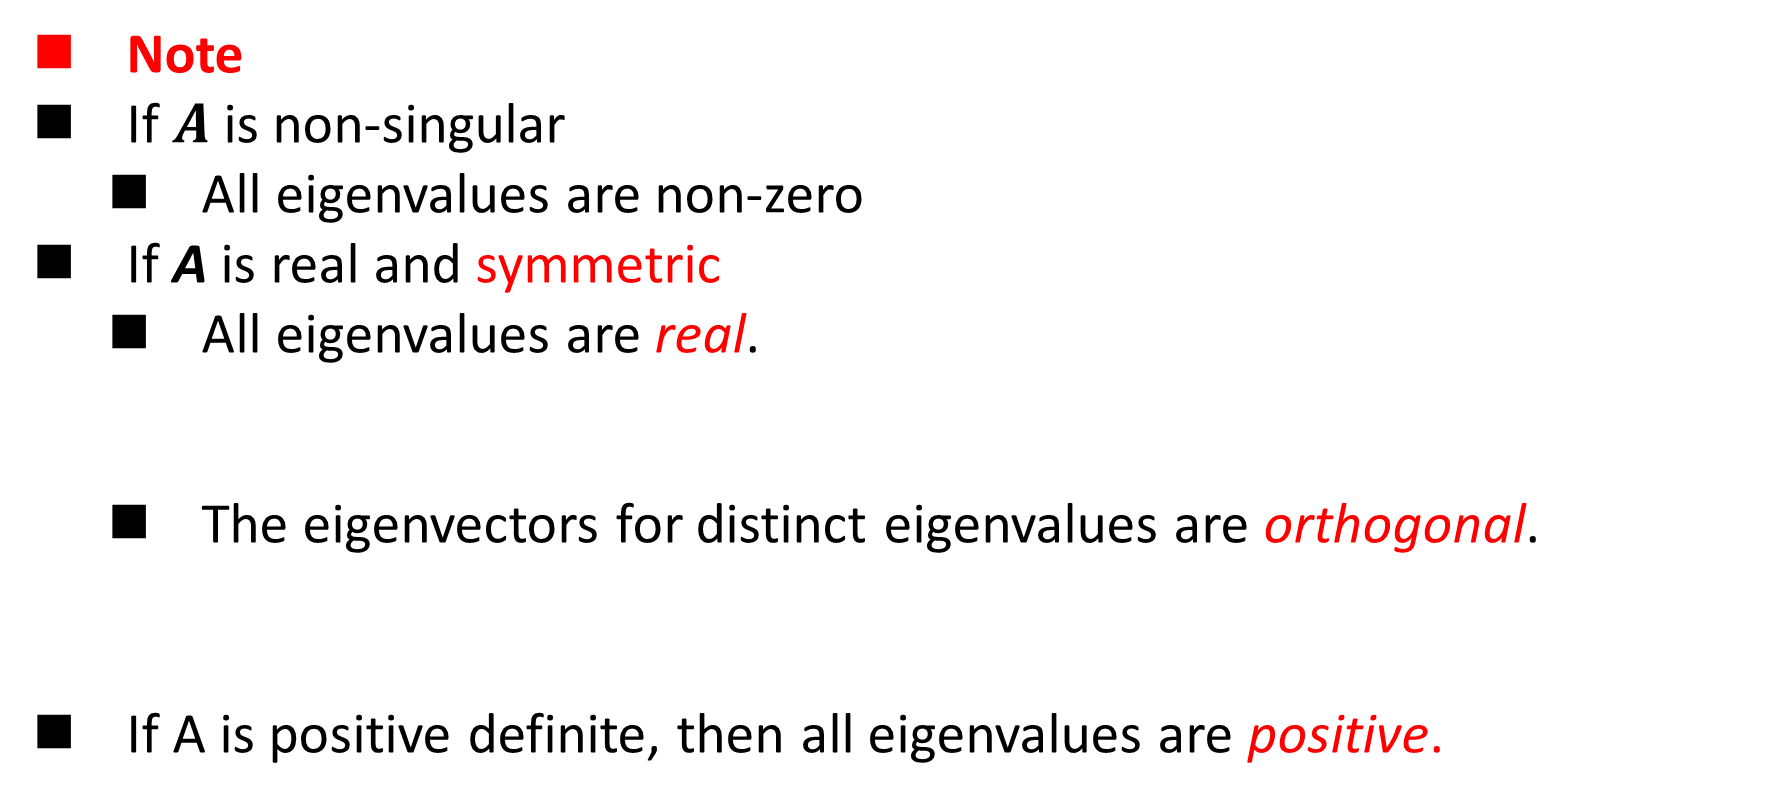 Note
If A is non-singular
All eigenvalues are non-zero
If A is real and symmetric
All eigenvalues are real.
The eigenvectors for distinct eigenvalues are orthogonal.
If A is positive definite, then all eigenvalues are positive.